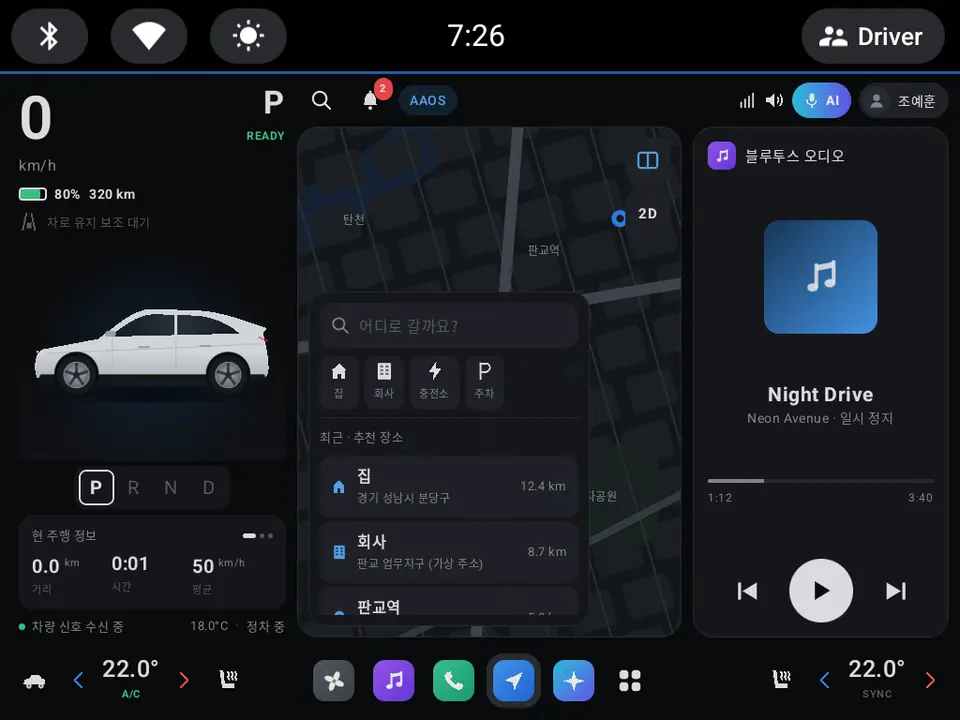 7:26
Driver
0
P
READY
km/h
80% 320 km
차로 유지 보조 대기
P R N D
현 주행 정보
0.0 km
거리
0:01
시간
50 km/h
평균
차량 신호 수신 중
18.0°C · 정차 중
2
AAOS
AI
조예훈
탄천
판교역
2D
어디로 갈까요?
집
회사
충전소
P
주차
최근 · 추천 장소
집
경기 성남시 분당구
12.4 km
회사
판교 업무지구 (가상 주소)
8.7 km
판교역
자공원
블루투스 오디오
Night Drive
Neon Avenue · 일시 정지
1:12
3:40
22.0°
A/C
22.0°
SYNC